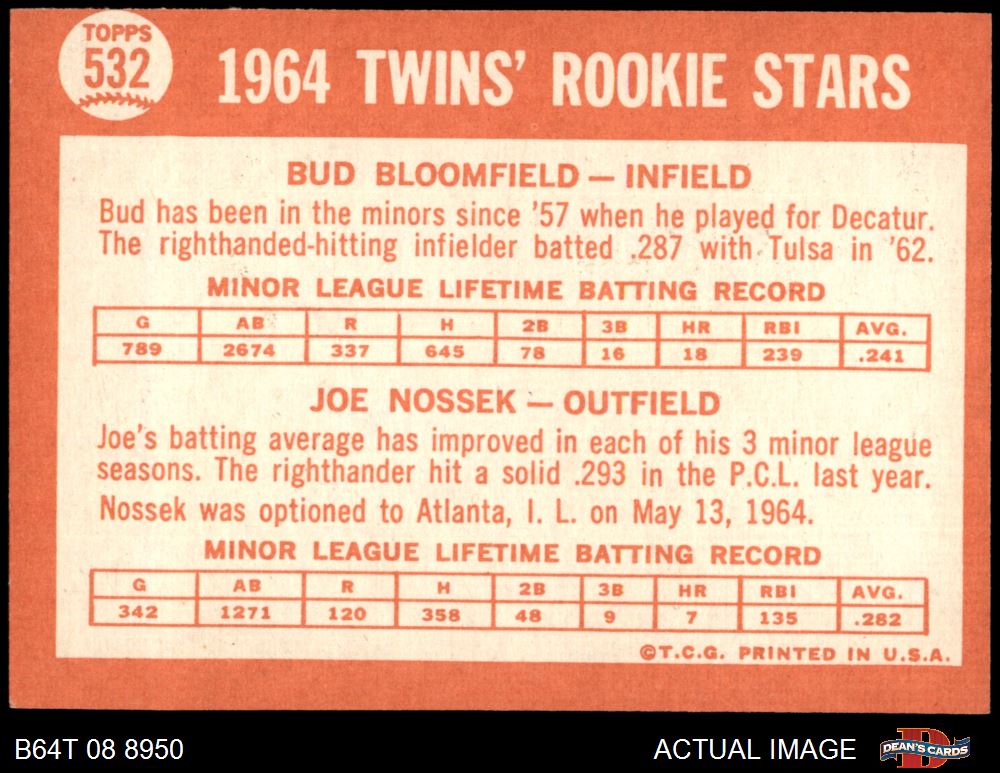 TOPPS
532
1964 TWINS' ROOKIE STARS
BUD BLOOMFIELD — INFIELD
Bud has been in the minors since '57 when he played for Decatur.
The righthanded-hitting infielder batted .287 with Tulsa in '62.
MINOR LEAGUE LIFETIME BATTING RECORD
G AB R H 2B 3B HR RBI AVG.
789 2674 337 645 78 16 18 239 .241
JOE NOSSEK — OUTFIELD
Joe's batting average has improved in each of his 3 minor league
seasons. The righthander hit a solid .293 in the P.C.L. last year.
Nossek was optioned to Atlanta, I. L. on May 13, 1964.
MINOR LEAGUE LIFETIME BATTING RECORD
G AB R H 2B 3B HR RBI AVG.
342 1271 120 358 48 9 7 135 .282
©T.C.G. PRINTED IN U.S.A.
B64T 08 8950 ACTUAL IMAGE DEAN'S CARDS